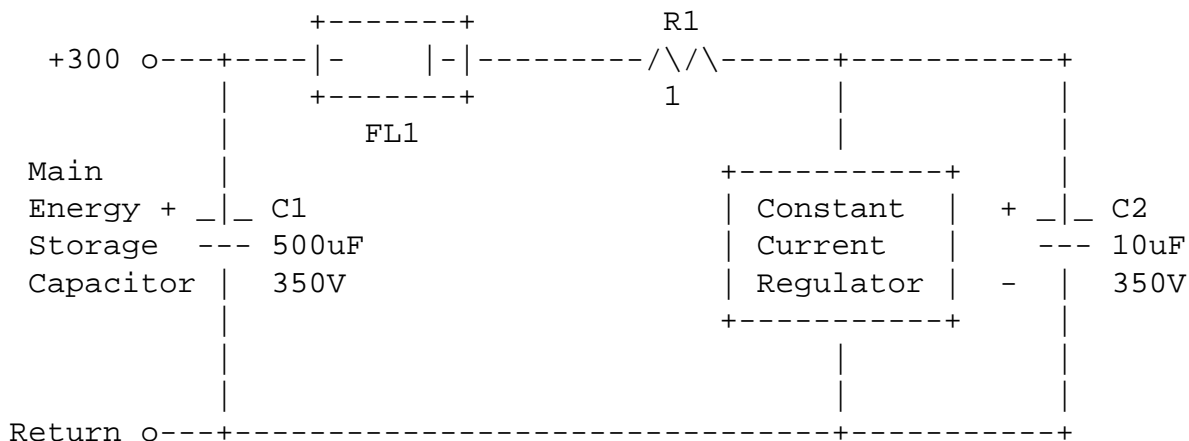 +-------+ R1
+300 o---+----|- |-|---------/\/\------+-----------+
| +-------+ 1 | |
| FL1 | |
Main | +-----------+ |
Energy + _|_ C1 | Constant | + _|_ C2
Storage --- 500uF | Current | --- 10uF
Capacitor | 350V | Regulator | - | 350V
| +-----------+ |
| | |
| | |
Return o---+--------------------------------+-----------+